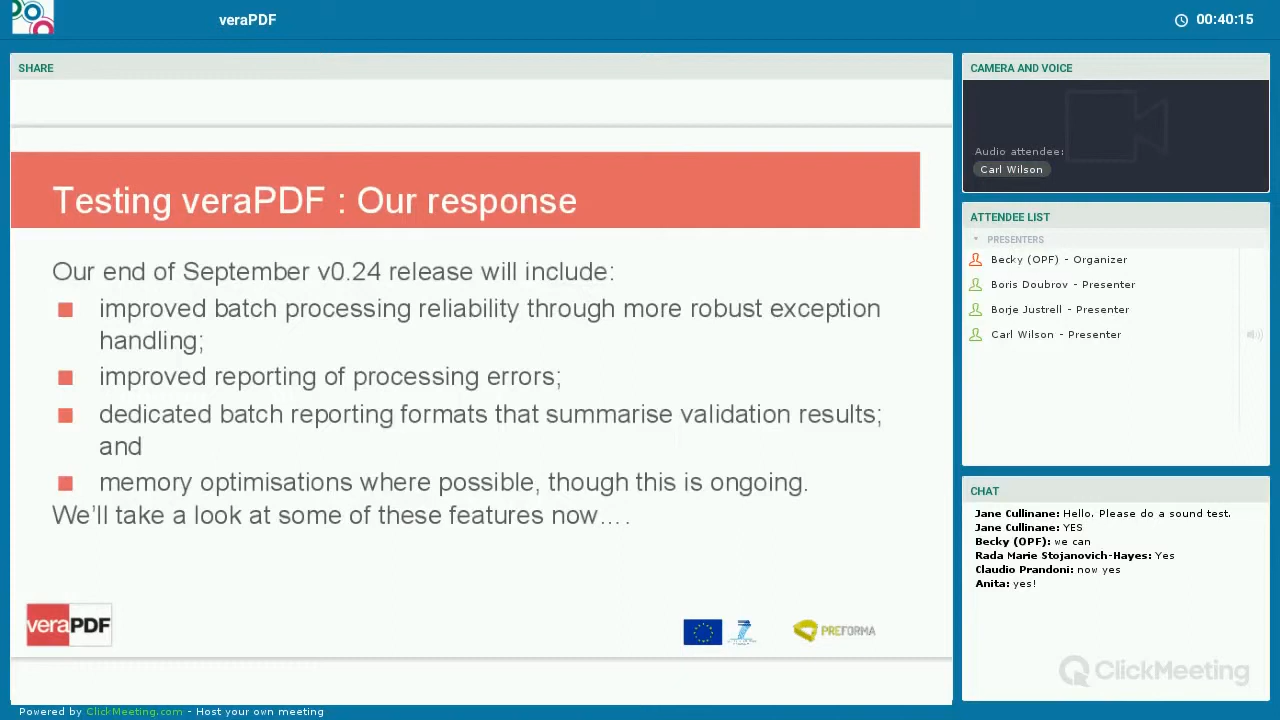 veraPDF
00:40:15
SHARE
Testing veraPDF : Our response
Our end of September v0.24 release will include:
improved batch processing reliability through more robust exception
handling;
improved reporting of processing errors;
dedicated batch reporting formats that summarise validation results;
and
memory optimisations where possible, though this is ongoing.
We'll take a look at some of these features now….
veraPDF
PREFORMA
CAMERA AND VOICE
Audio attendee:
Carl Wilson
ATTENDEE LIST
PRESENTERS
Becky (OPF) - Organizer
Boris Doubrov - Presenter
Borje Justrell - Presenter
Carl Wilson - Presenter
CHAT
Jane Cullinane: Hello. Please do a sound test.
Jane Cullinane: YES
Becky (OPF): we can
Rada Marie Stojanovich-Hayes: Yes
Claudio Prandoni: now yes
Anita: yes!
ClickMeeting
Powered by ClickMeeting.com - Host your own meeting